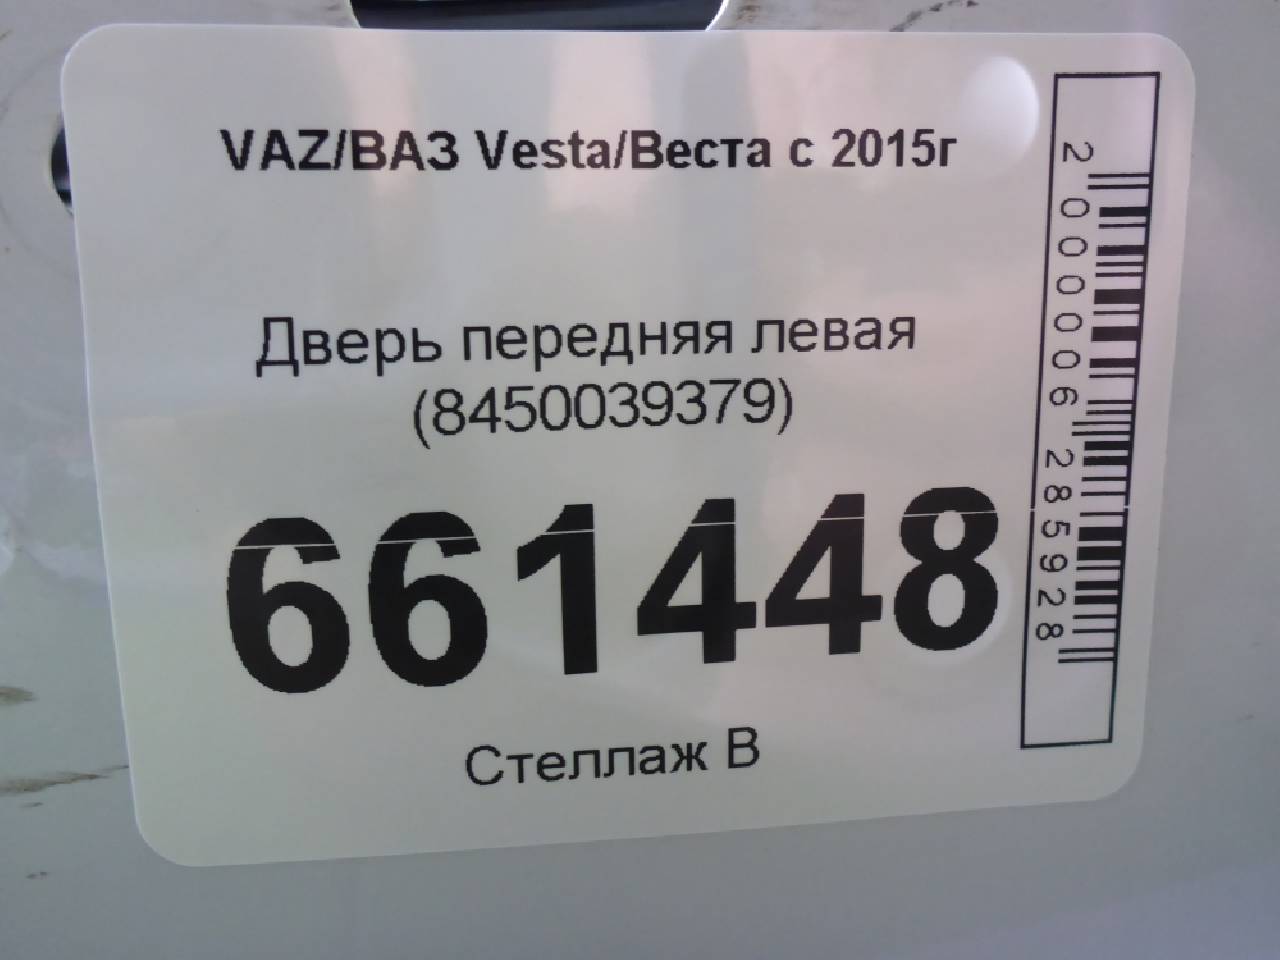 VAZ/ВАЗ Vesta/Веста с 2015г
Дверь передняя левая
(8450039379)
661448
Стеллаж В
2000006285928